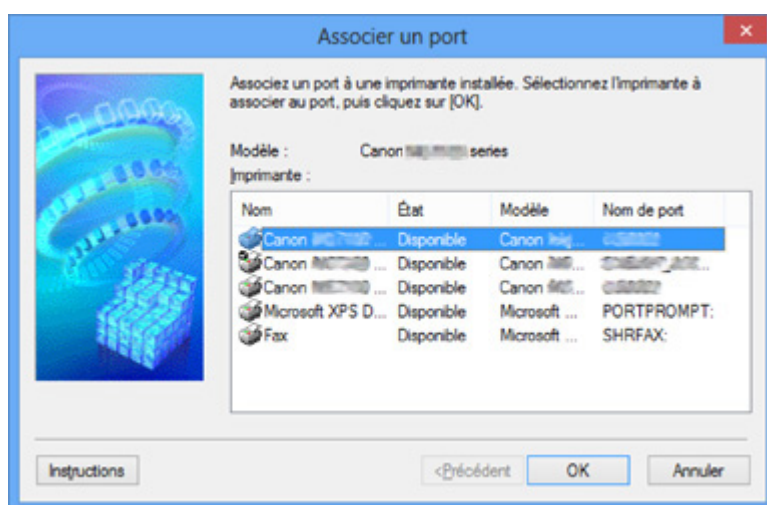 Associer un port
Associez un port à une imprimante installée. Sélectionnez l'imprimante à
associer au port, puis cliquez sur [OK].
Modèle : Canon series
Imprimante :
Nom État Modèle Nom de port
Canon ... Disponible Canon
Canon ... Disponible Canon
Canon ... Disponible Canon
Microsoft XPS D... Disponible Microsoft ... PORTPROMPT:
Fax Disponible Microsoft ... SHRFAX:
Instructions <Précédent OK Annuler